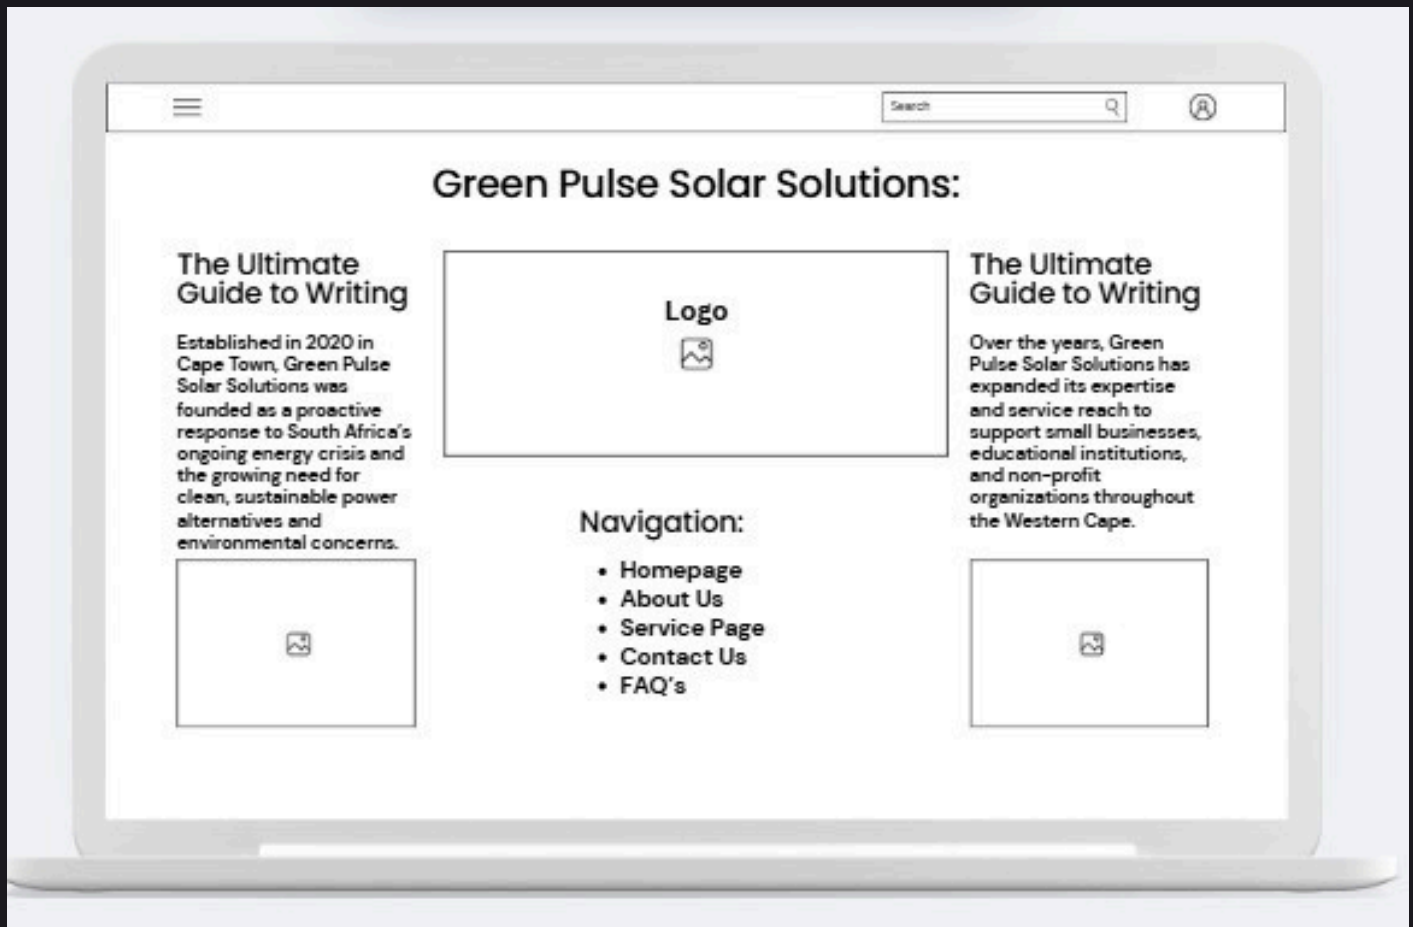 Search
Green Pulse Solar Solutions:
The Ultimate
Guide to Writing
Established in 2020 in
Cape Town, Green Pulse
Solar Solutions was
founded as a proactive
response to South Africa's
ongoing energy crisis and
the growing need for
clean, sustainable power
alternatives and
environmental concerns.
Logo
Navigation:
• Homepage
• About Us
• Service Page
• Contact Us
• FAQ's
The Ultimate
Guide to Writing
Over the years, Green
Pulse Solar Solutions has
expanded its expertise
and service reach to
support small businesses,
educational institutions,
and non-profit
organizations throughout
the Western Cape.